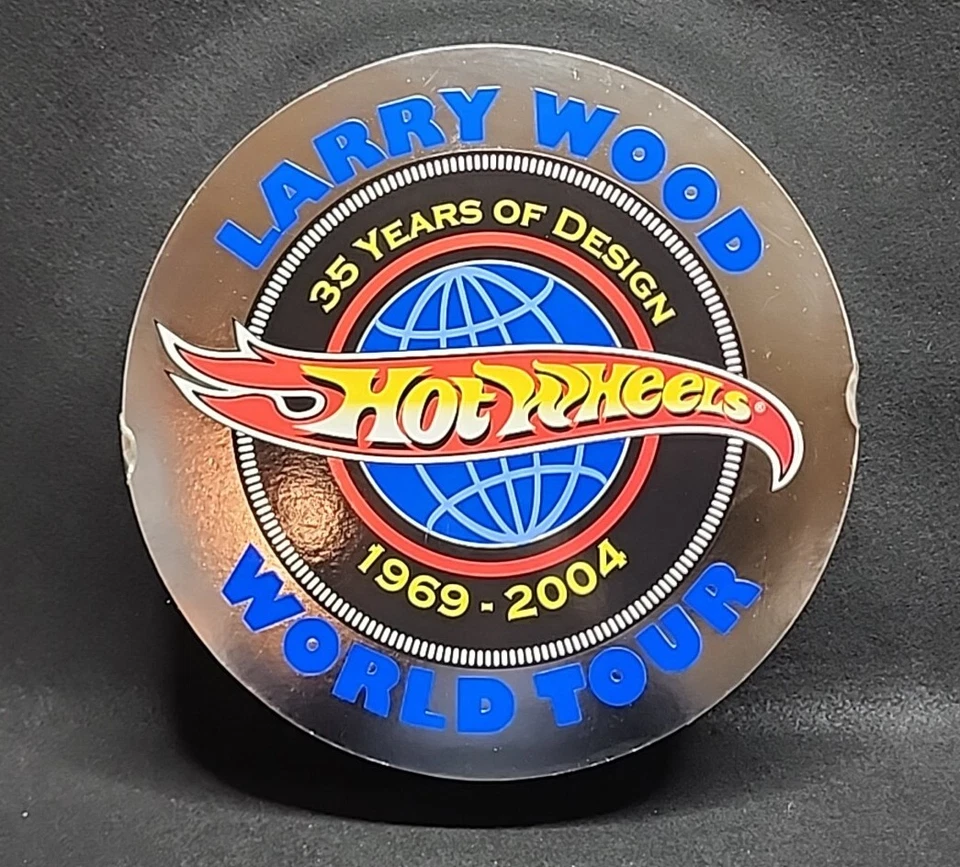 LARRY WOOD
35 YEARS OF DESIGN
HOT WHEELS®
1969 - 2004
WORLD TOUR